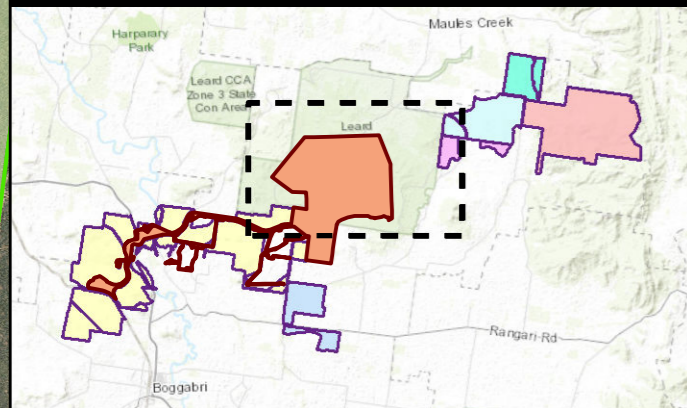 Maules Creek
Harparary
Park
Leard CCA
Zone 3 State
Con Area
Leard
Rangari Rd
Boggabri